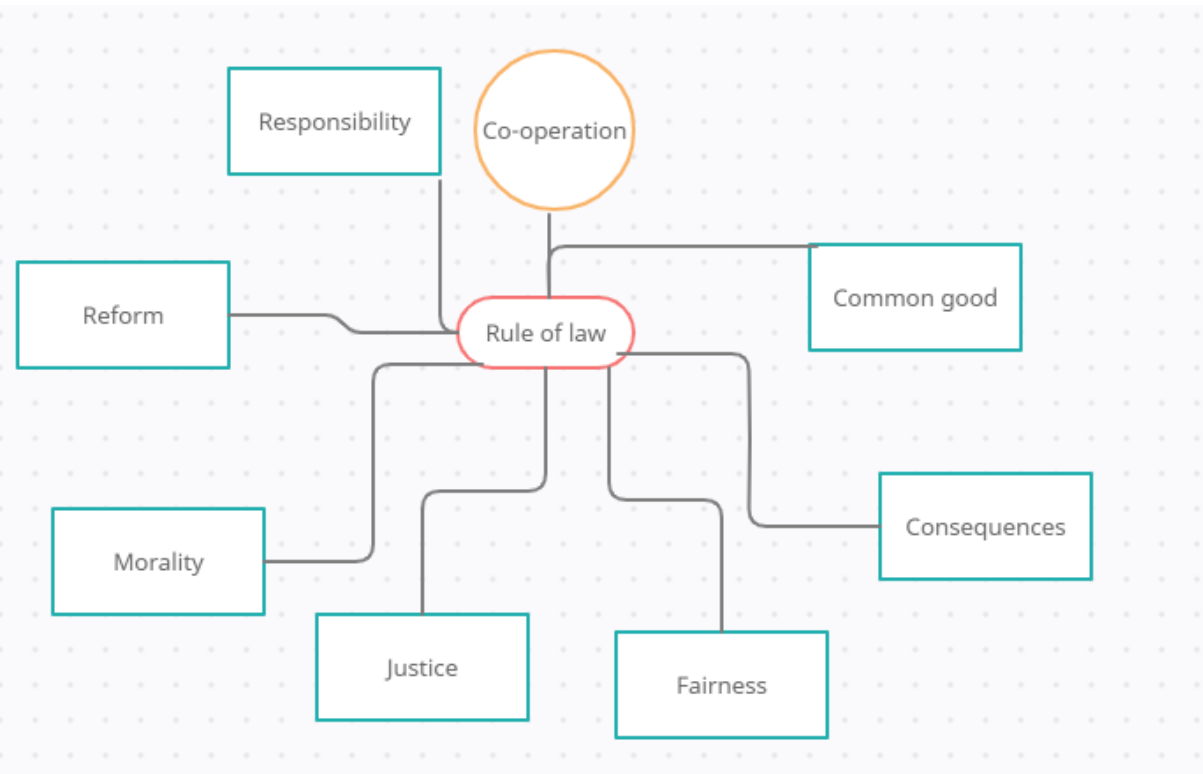 Responsibility
Co-operation
Reform
Common good
Rule of law
Morality
Consequences
Justice
Fairness